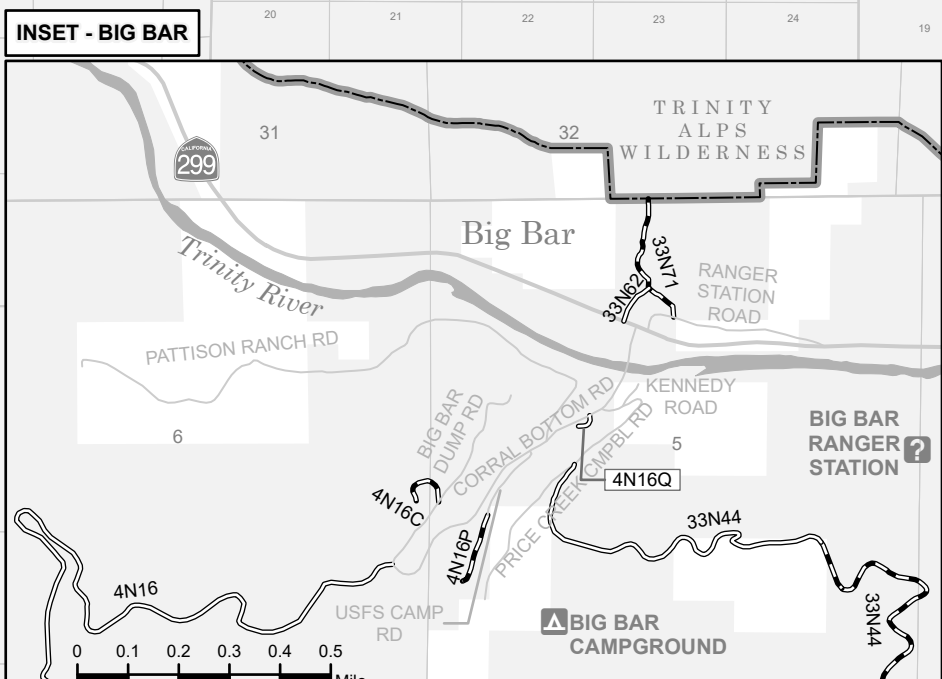 20
21
22
23
24
19
INSET - BIG BAR
31
32
TRINITY
ALPS
WILDERNESS
CALIFORNIA
299
Big Bar
Trinity River
33N71
33N62
RANGER
STATION
ROAD
PATTISON RANCH RD
KENNEDY
ROAD
BIG BAR
DUMP RD
CORRAL BOTTOM RD
PRICE CREEK CMPBL RD
6
5
BIG BAR
RANGER
STATION
?
4N16Q
4N16C
4N16P
33N44
4N16
33N44
USFS CAMP
RD
BIG BAR
CAMPGROUND
0 0.1 0.2 0.3 0.4 0.5
Mile